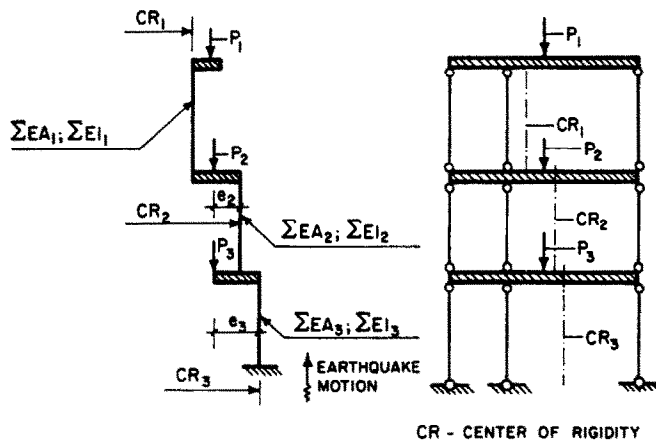 CR₁
P₁
ΣEA₁; ΣEI₁
P₂
e₂
CR₂
ΣEA₂; ΣEI₂
P₃
e₃
ΣEA₃; ΣEI₃
CR₃
EARTHQUAKE
MOTION
P₁
CR₁
P₂
CR₂
P₃
CR₃
CR - CENTER OF RIGIDITY